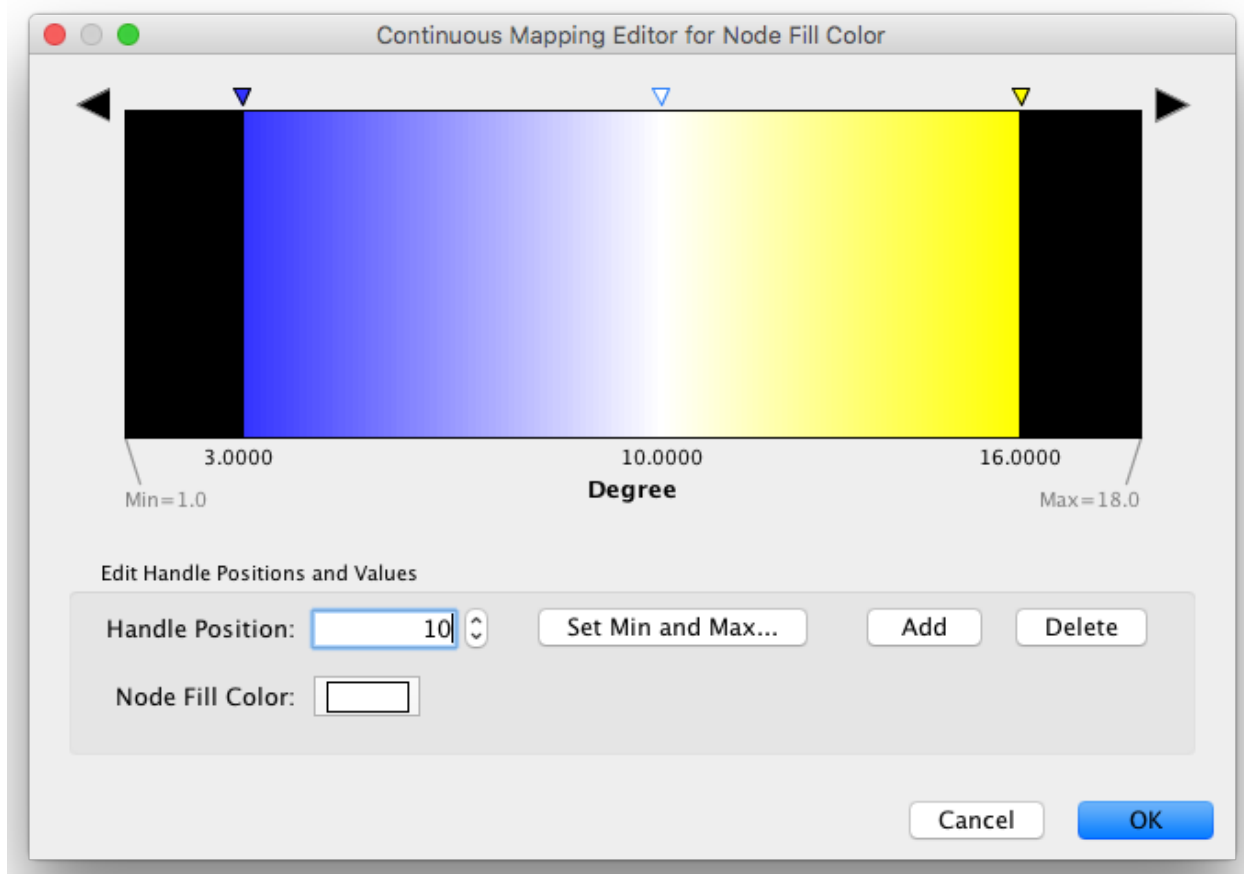 Continuous Mapping Editor for Node Fill Color
3.0000 10.0000 16.0000
Min=1.0 Degree Max=18.0
Edit Handle Positions and Values
Handle Position: 10 Set Min and Max... Add Delete
Node Fill Color:
Cancel OK